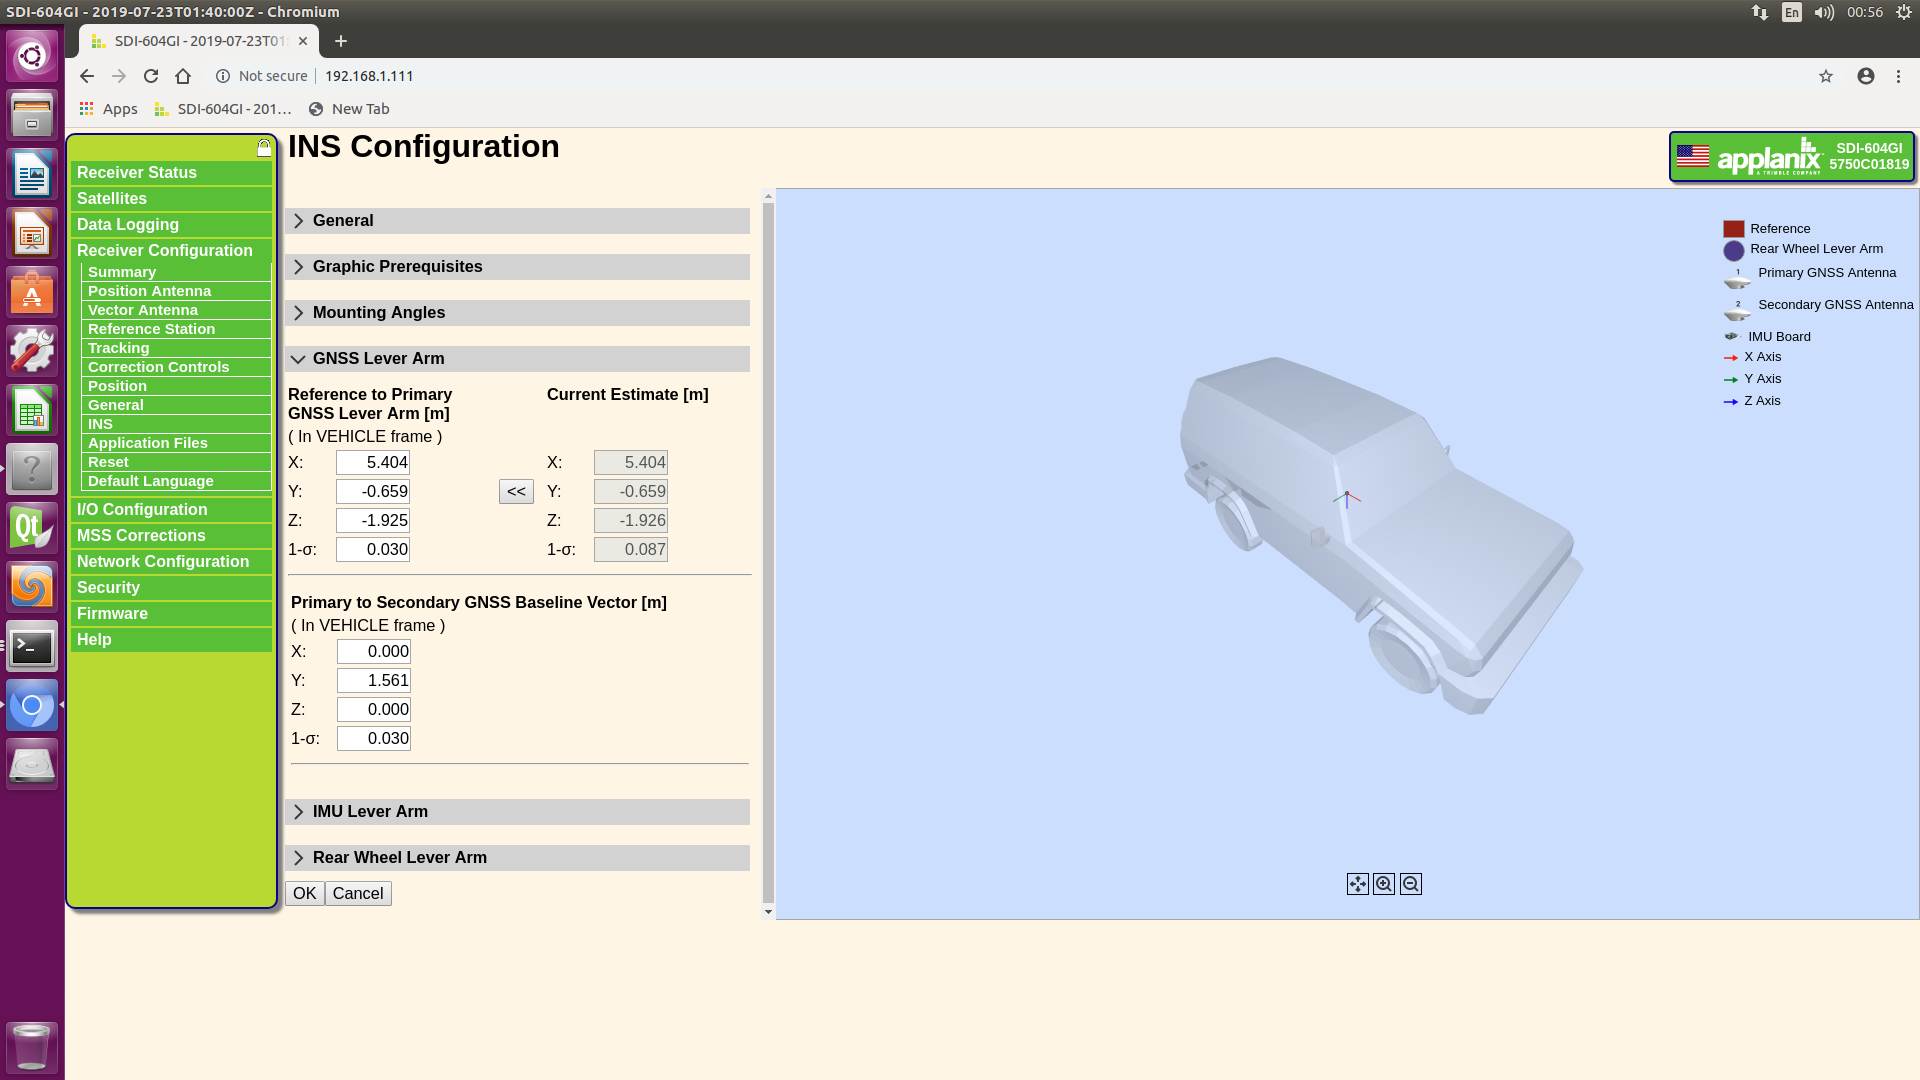 SDI-604GI - 2019-07-23T01:40:00Z - Chromium
En
00:56
SDI-604GI - 2019-07-23T01:
Not secure
192.168.1.111
Apps
SDI-604GI - 201...
New Tab
INS Configuration
applanix
A TRIMBLE COMPANY
SDI-604GI
5750C01819
Receiver Status
Satellites
Data Logging
Receiver Configuration
Summary
Position Antenna
Vector Antenna
Reference Station
Tracking
Correction Controls
Position
General
INS
Application Files
Reset
Default Language
I/O Configuration
MSS Corrections
Network Configuration
Security
Firmware
Help
General
Graphic Prerequisites
Mounting Angles
GNSS Lever Arm
Reference to Primary
GNSS Lever Arm [m]
( In VEHICLE frame )
Current Estimate [m]
X: 5.404 X: 5.404
Y: -0.659 << Y: -0.659
Z: -1.925 Z: -1.926
1-σ: 0.030 1-σ: 0.087
Primary to Secondary GNSS Baseline Vector [m]
( In VEHICLE frame )
X: 0.000
Y: 1.561
Z: 0.000
1-σ: 0.030
IMU Lever Arm
Rear Wheel Lever Arm
OK Cancel
Reference
Rear Wheel Lever Arm
1 Primary GNSS Antenna
2 Secondary GNSS Antenna
IMU Board
X Axis
Y Axis
Z Axis
Qt